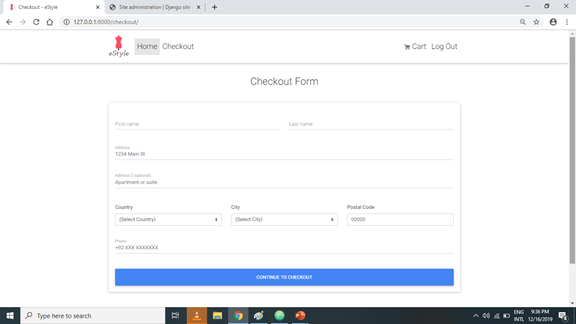 Checkout - eStyle
Site administration | Django site
127.0.0.1:8000/checkout/
eStyle
Home
Checkout
Cart
Log Out
Checkout Form
First name
Last name
Address
1234 Main St
Address 2 (optional)
Apartment or suite
Country
City
Postal Code
(Select Country)
(Select City)
00000
Phone
+92 XXX XXXXXXX
CONTINUE TO CHECKOUT
Type here to search
ENG
INTL
9:36 PM
12/16/2019